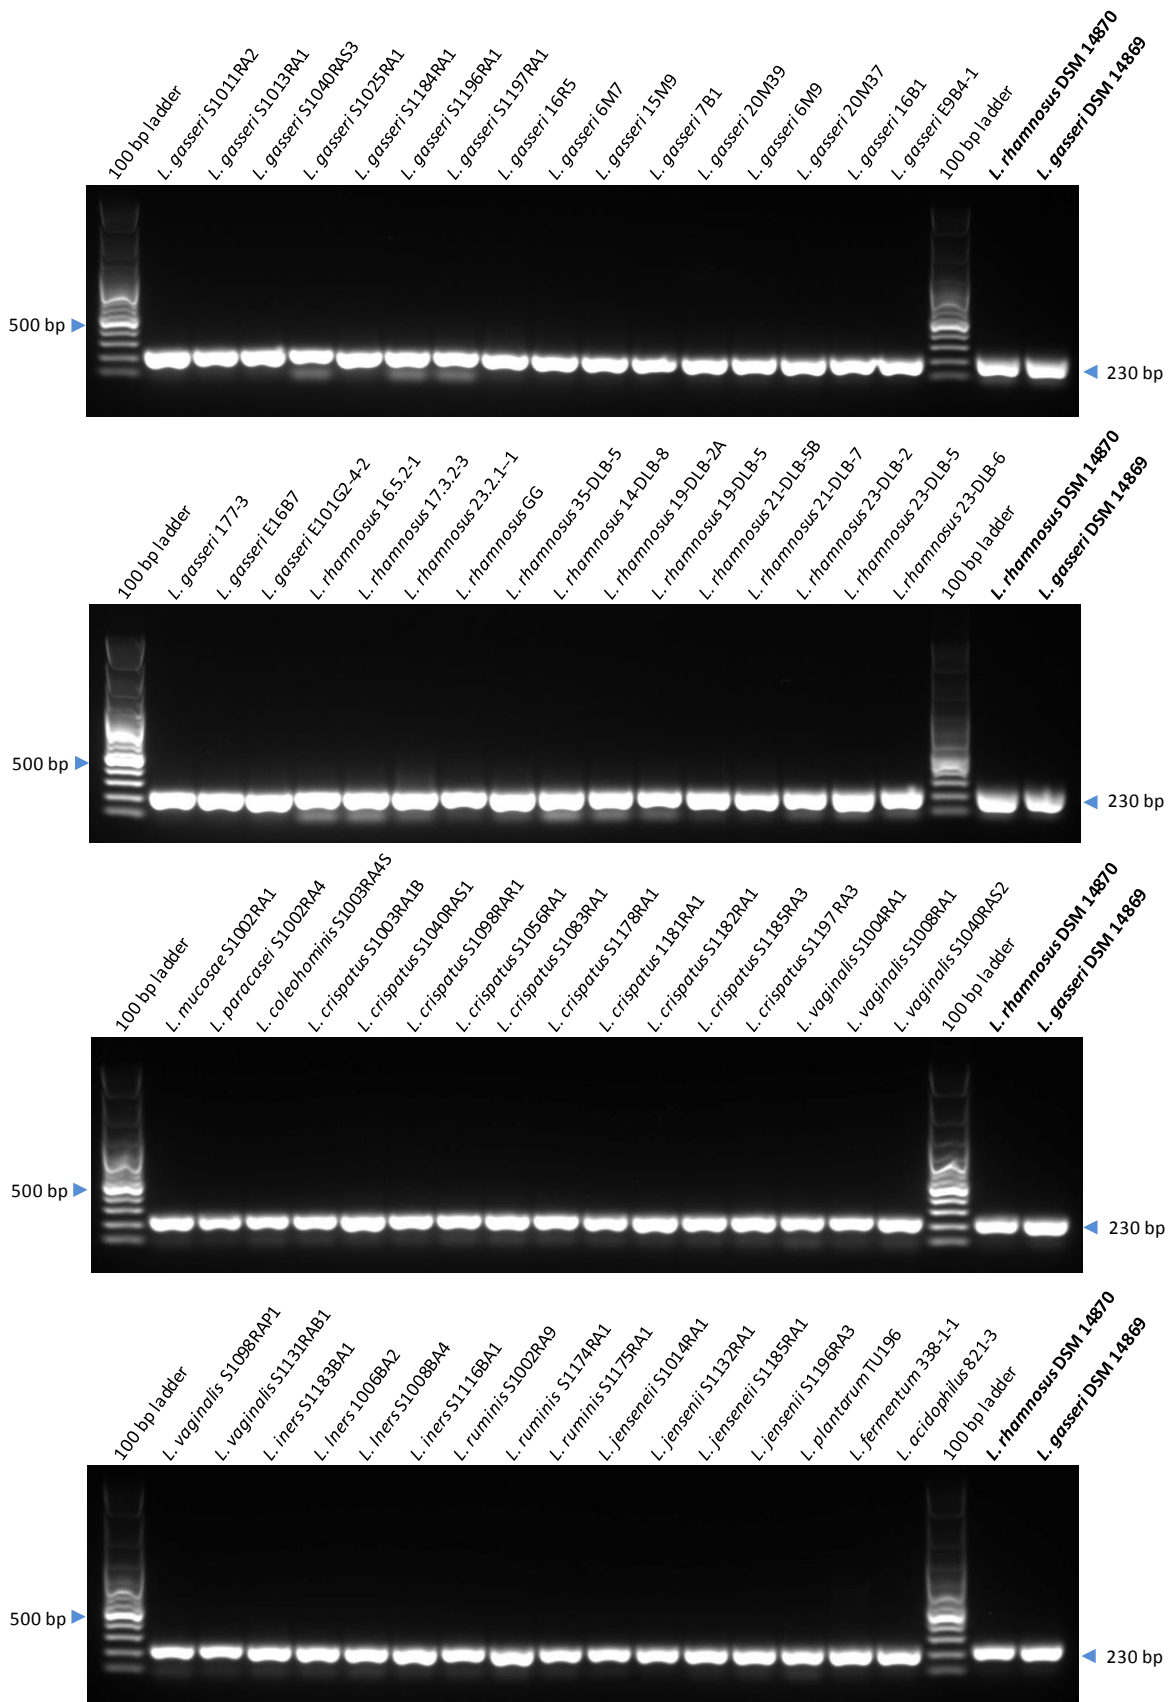 100 bp ladder
L. gasseri S1011RA2
L. gasseri S1013RA1
L. gasseri S1040RAS3
L. gasseri S1025RA1
L. gasseri S1184RA1
L. gasseri S1196RA1
L. gasseri S1197RA1
L. gasseri 16R5
L. gasseri 6M7
L. gasseri 15M9
L. gasseri 7B1
L. gasseri 20M39
L. gasseri 6M9
L. gasseri 20M37
L. gasseri 16B1
L. gasseri E9B4-1
100 bp ladder
L. rhamnosus DSM 14870
L. gasseri DSM 14869
500 bp
230 bp
100 bp ladder
L. gasseri 177-3
L. gasseri E16B7
L. gasseri E101G2-4-2
L. rhamnosus 16.5.2-1
L. rhamnosus 17.3.2-3
L. rhamnosus 23.2.1--1
L. rhamnosus GG
L. rhamnosus 35-DLB-5
L. rhamnosus 14-DLB-8
L. rhamnosus 19-DLB-2A
L. rhamnosus 19-DLB-5
L. rhamnosus 21-DLB-5B
L. rhamnosus 21-DLB-7
L. rhamnosus 23-DLB-2
L. rhamnosus 23-DLB-5
L. rhamnosus 23-DLB-6
100 bp ladder
L. rhamnosus DSM 14870
L. gasseri DSM 14869
500 bp
230 bp
100 bp ladder
L. mucosae S1002RA1
L. paracasei S1002RA4
L. coleohominis S1003RA4S
L. crispatus S1003RA1B
L. crispatus S1040RAS1
L. crispatus S1098RAR1
L. crispatus S1056RA1
L. crispatus S1083RA1
L. crispatus S1178RA1
L. crispatus 1181RA1
L. crispatus S1182RA1
L. crispatus S1185RA3
L. crispatus S1197RA3
L. vaginalis S1004RA1
L. vaginalis S1008RA1
L. vaginalis S1040RAS2
100 bp ladder
L. rhamnosus DSM 14870
L. gasseri DSM 14869
500 bp
230 bp
100 bp ladder
L. vaginalis S1098RAP1
L. vaginalis S1131RAB1
L. iners S1183BA1
L. Iners 1006BA2
L. Iners S1008BA4
L. iners S1116BA1
L. ruminis S1002RA9
L. ruminis S1174RA1
L. ruminis S1175RA1
L. jenseneii S1014RA1
L. jensenii S1132RA1
L. jenseneii S1185RA1
L. jensenii S1196RA3
L. plantarum TU196
L. fermentum 338-1-1
L. acidophilus 821-3
100 bp ladder
L. rhamnosus DSM 14870
L. gasseri DSM 14869
500 bp
230 bp